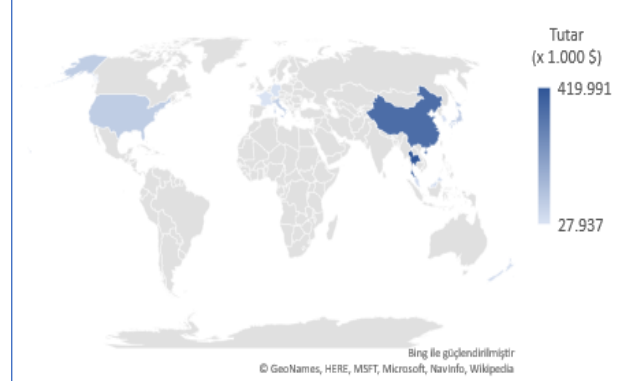 Tutar
(x 1.000 $)
419.991
27.937
Bing ile güçlendirilmiştir
© GeoNames, HERE, MSFT, Microsoft, NavInfo, Wikipedia